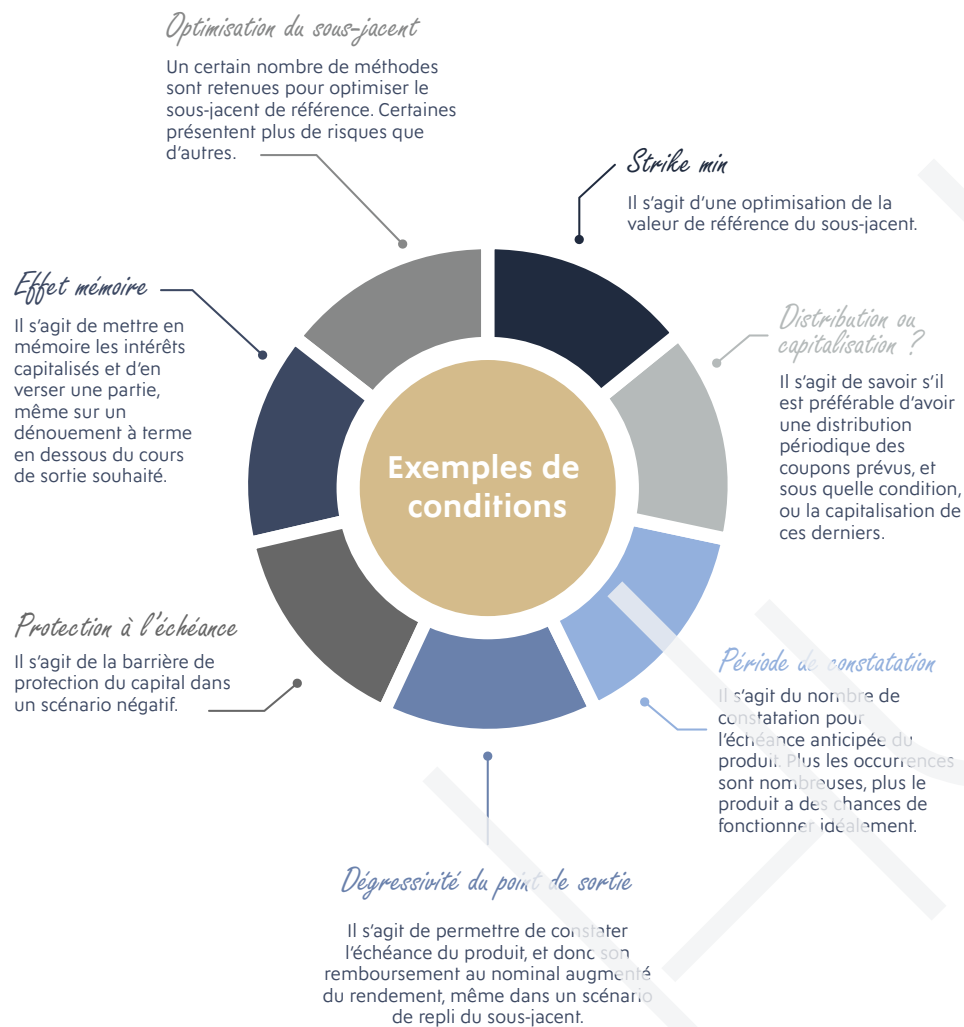 Optimisation du sous-jacent
Un certain nombre de méthodes
sont retenues pour optimiser le
sous-jacent de référence. Certaines
présentent plus de risques que
d'autres.
Strike min
Il s'agit d'une optimisation de la
valeur de référence du sous-jacent.
Effet mémoire
Il s'agit de mettre en
mémoire les intérêts
capitalisés et d'en
verser une partie,
même sur un
dénouement à terme
en dessous du cours
de sortie souhaité.
Distribution ou
capitalisation ?
Il s'agit de savoir s'il
est préférable d'avoir
une distribution
périodique des
coupons prévus, et
sous quelle condition,
ou la capitalisation de
ces derniers.
Exemples de
conditions
Protection à l'échéance
Il s'agit de la barrière de
protection du capital dans
un scénario négatif.
Période de constatation
Il s'agit du nombre de
constatation pour
l'échéance anticipée du
produit. Plus les occurrences
sont nombreuses, plus le
produit a des chances de
fonctionner idéalement.
Dégressivité du point de sortie
Il s'agit de permettre de constater
l'échéance du produit, et donc son
remboursement au nominal augmenté
du rendement, même dans un scénario
de repli du sous-jacent.